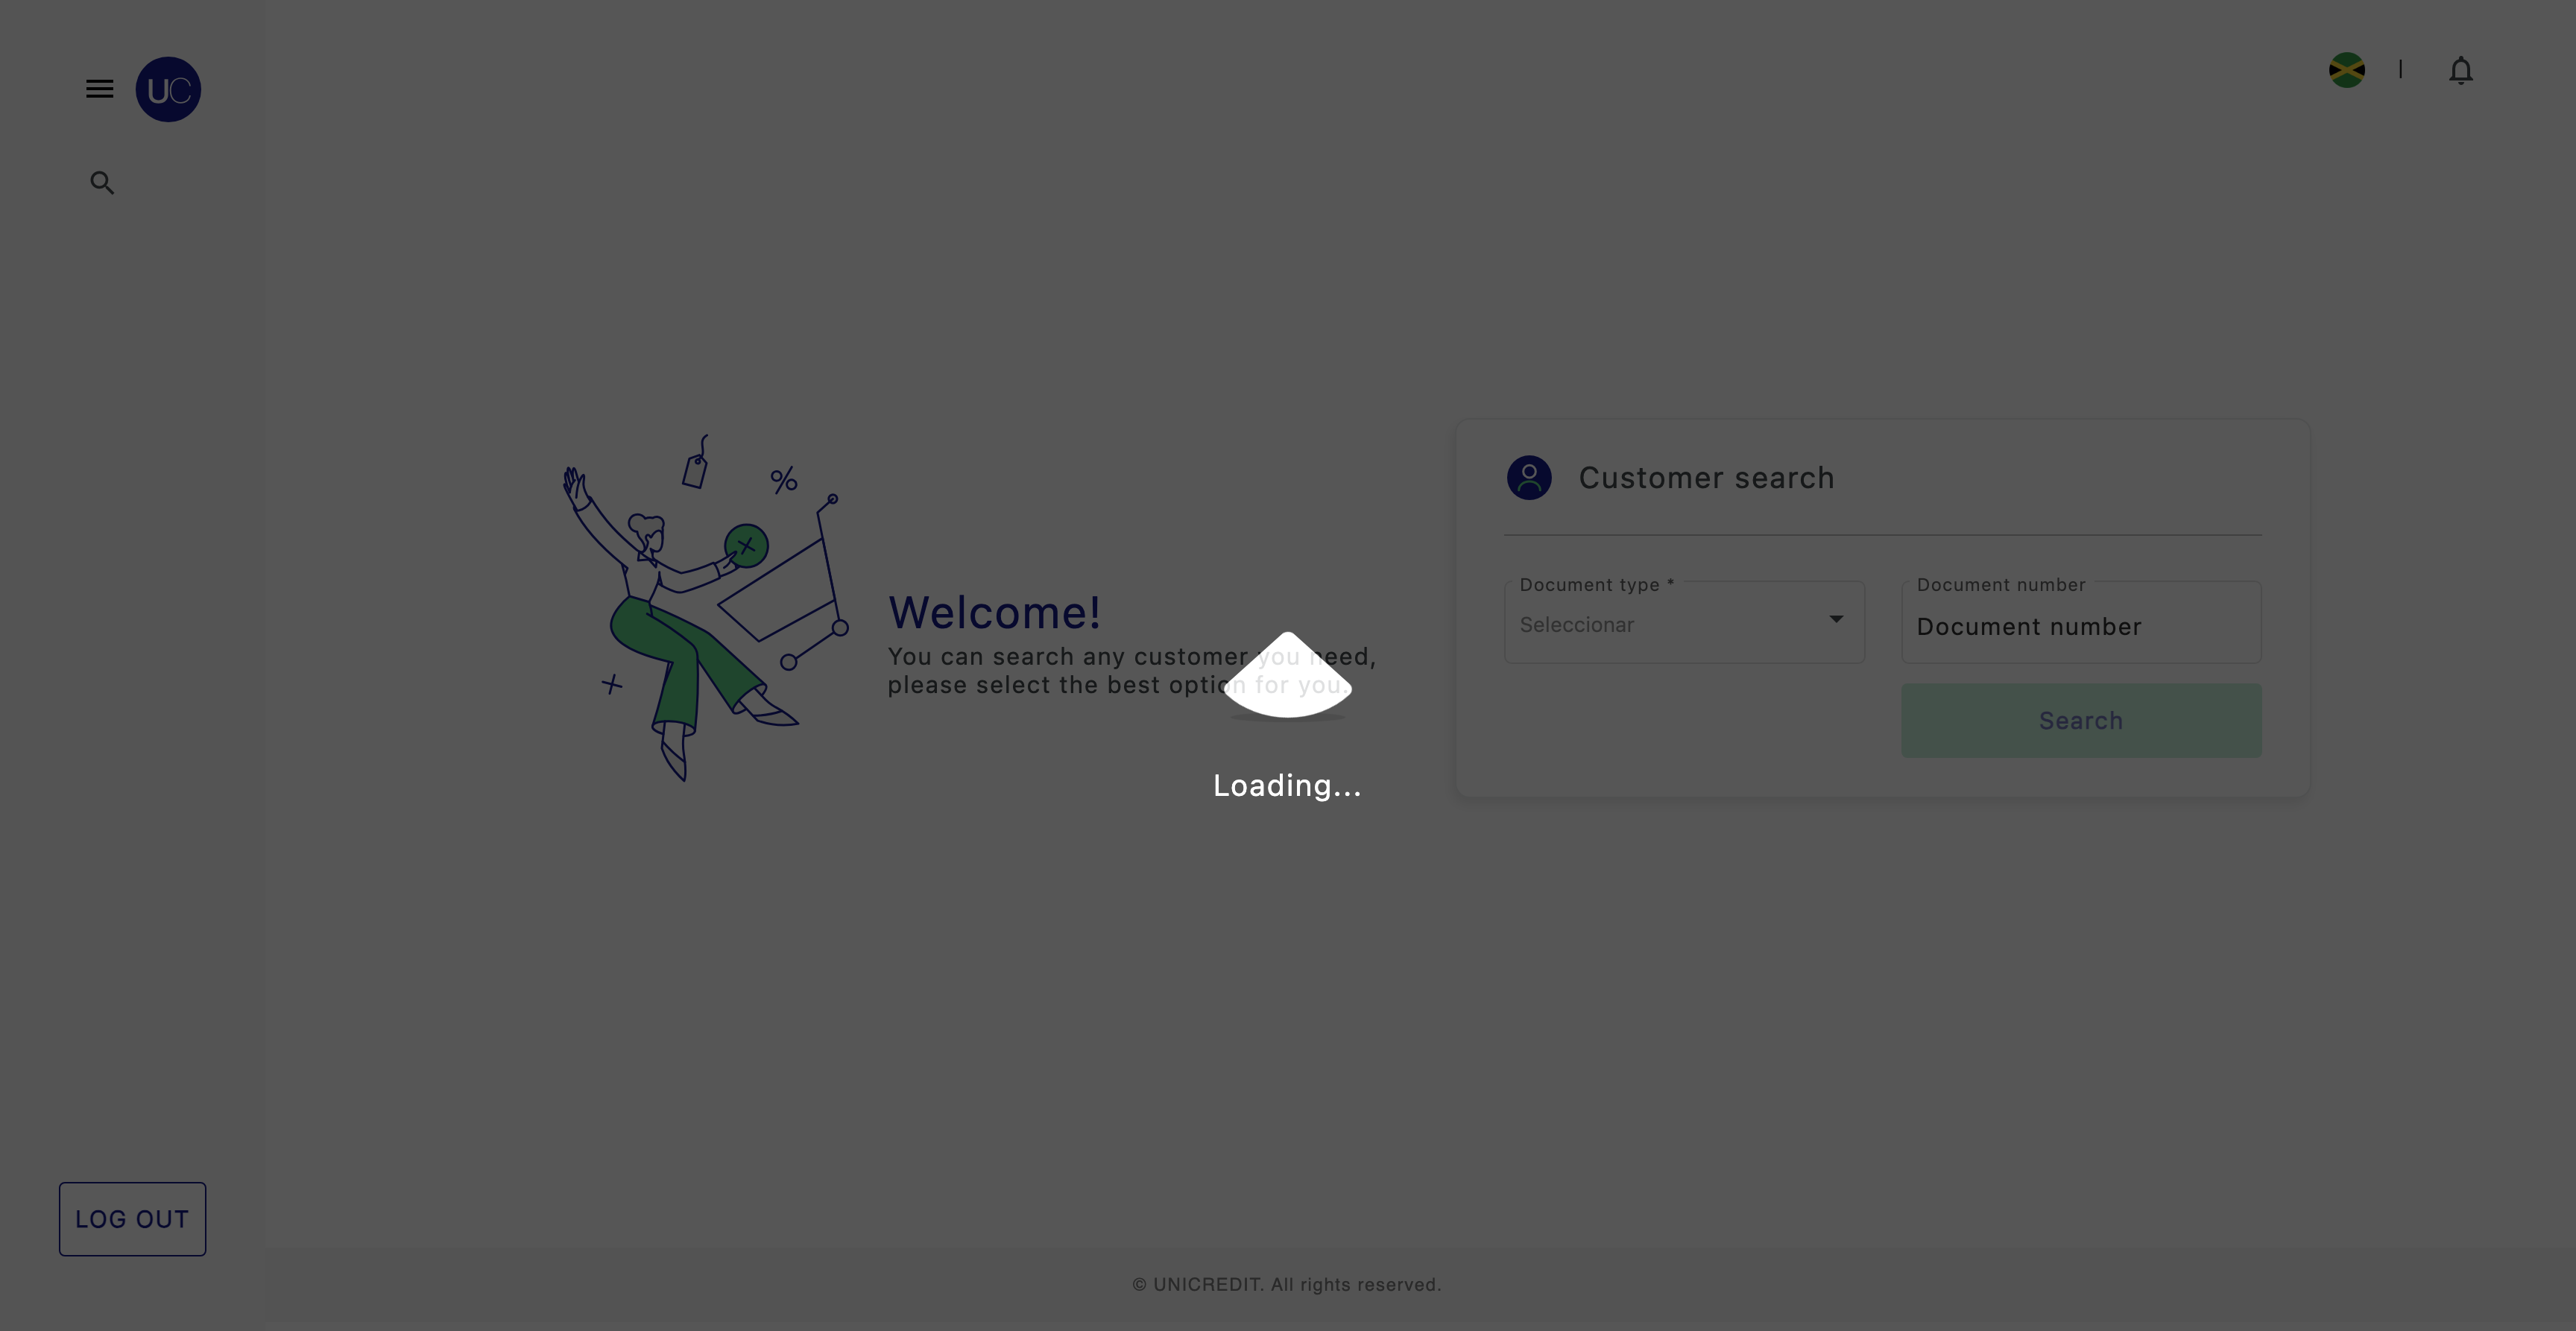 UC
Welcome!
You can search any customer you need,
please select the best option for you.
Loading...
Customer search
Document type *
Seleccionar
Document number
Document number
Search
LOG OUT
© UNICREDIT. All rights reserved.